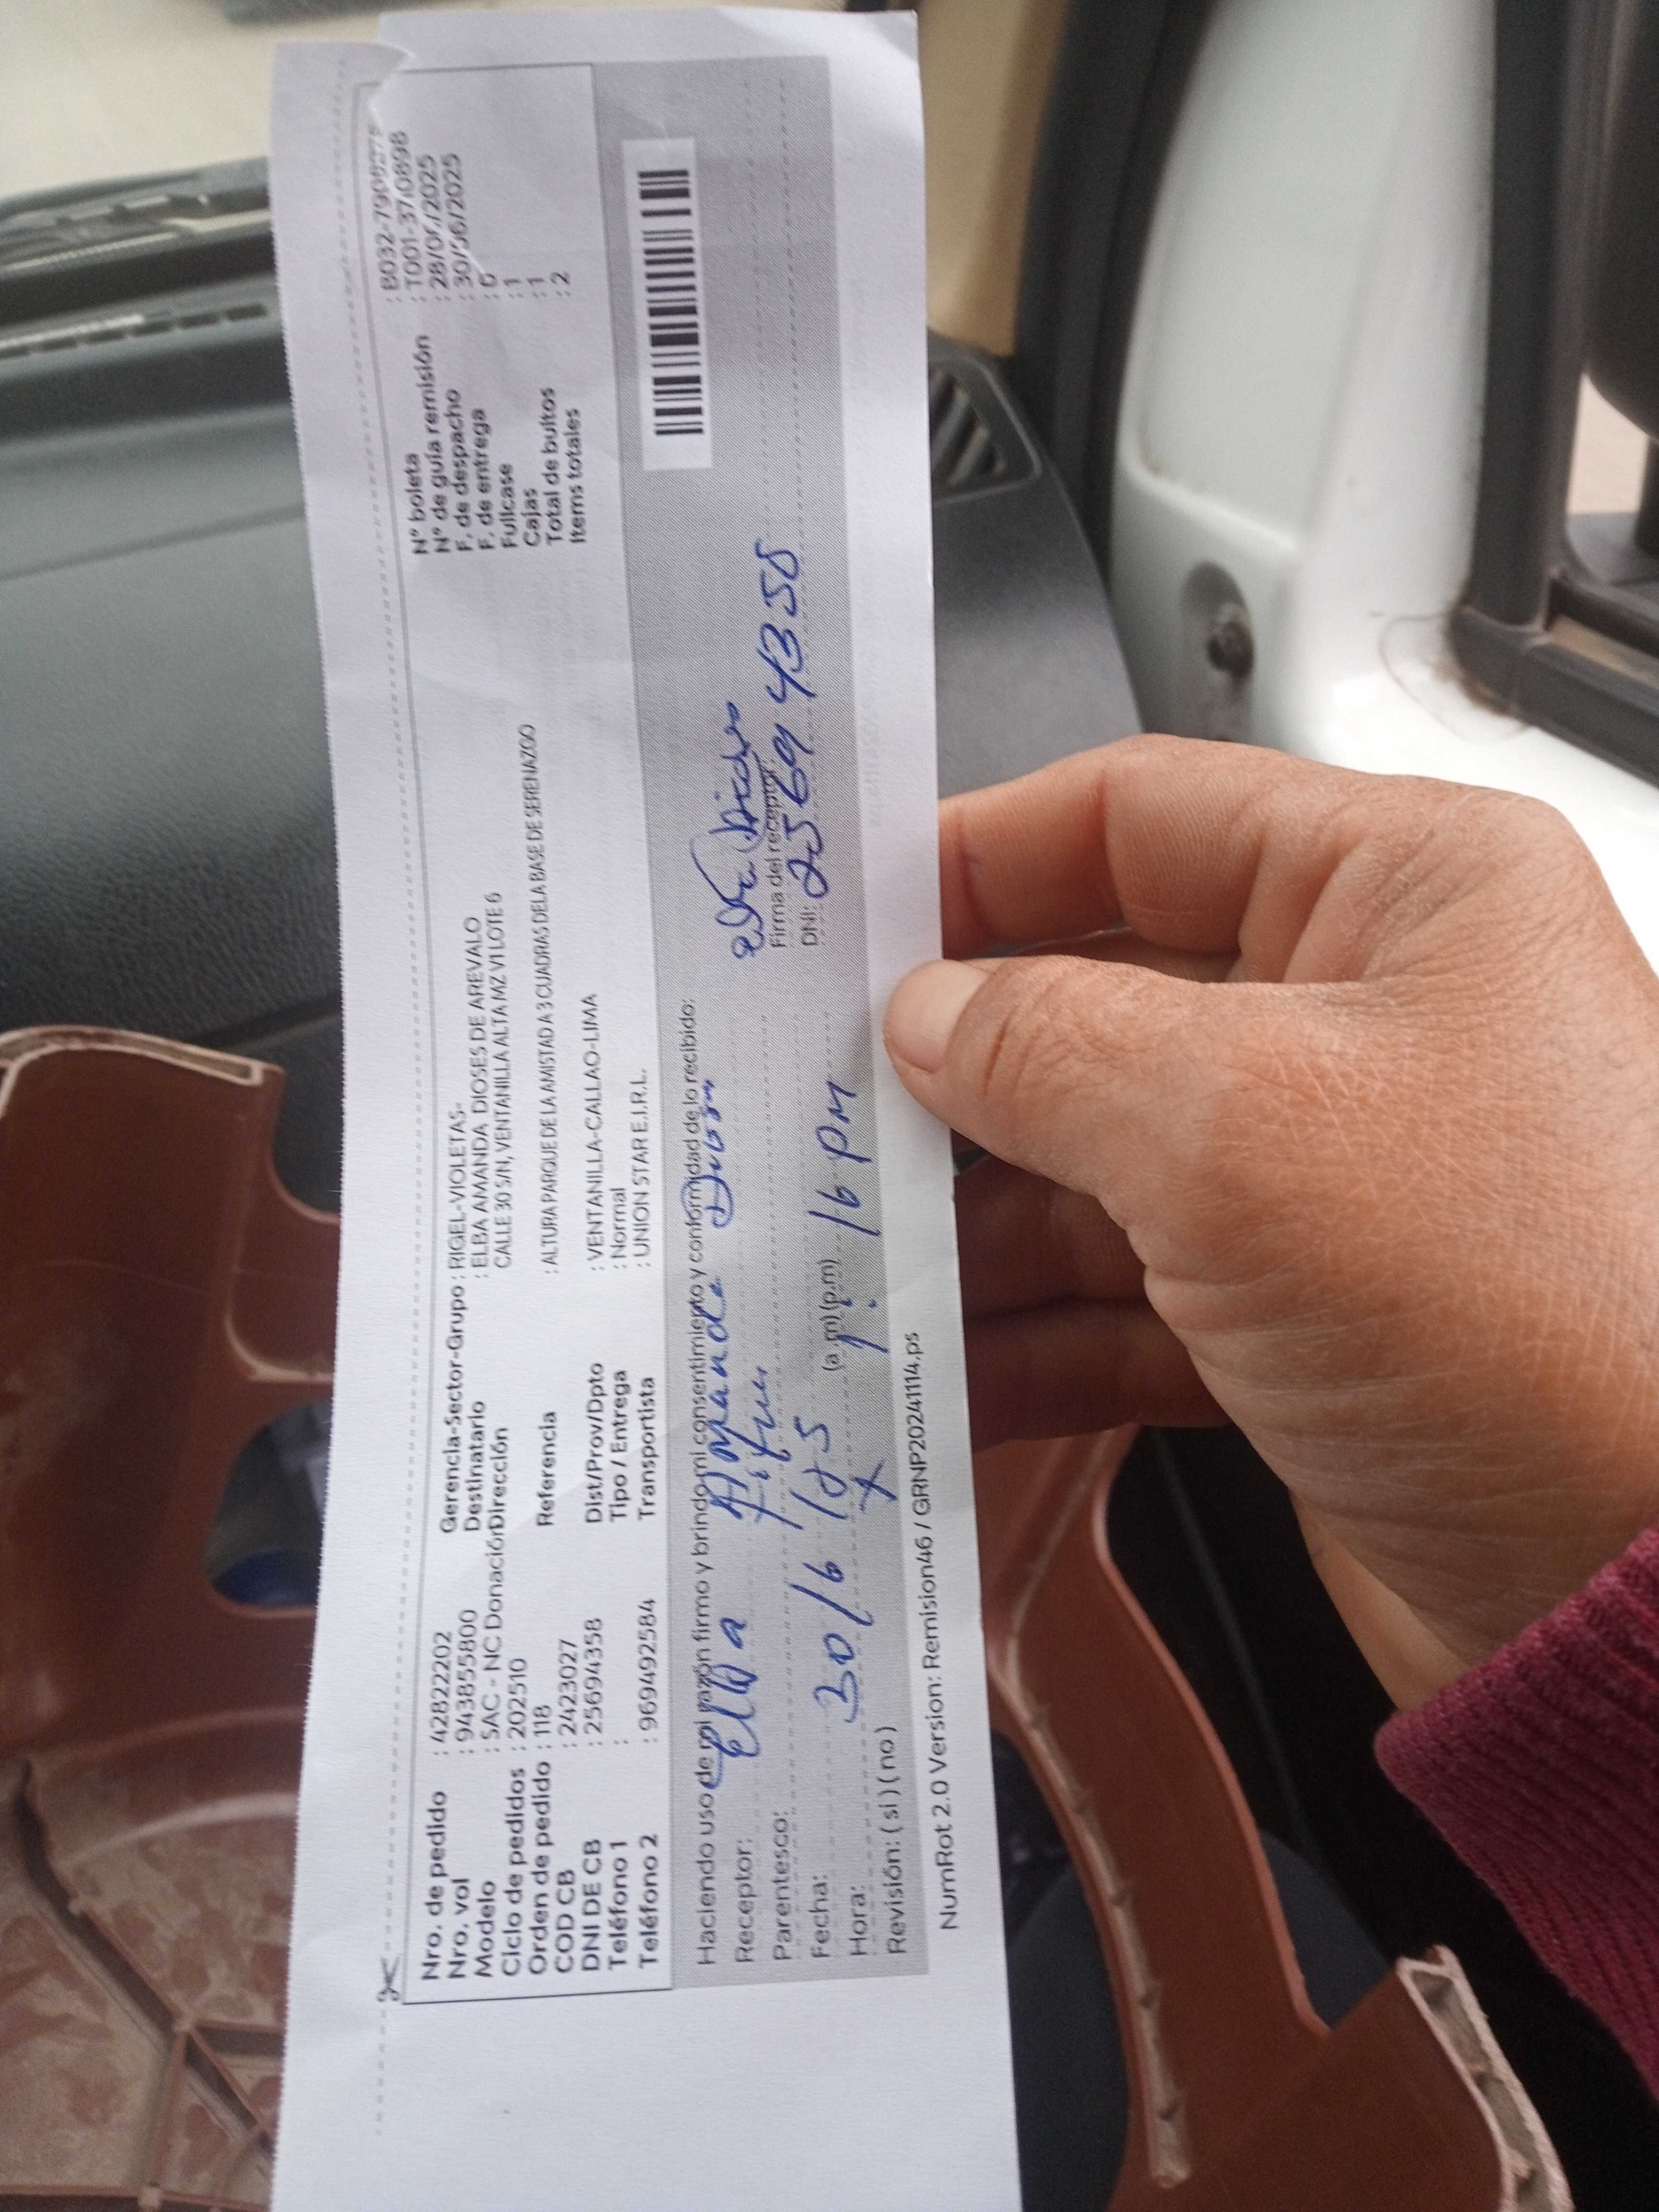 Nro. de pedido : 42822202
Nro. vol : 943855800
Modelo : SAC - NC Donación
Ciclo de pedidos : 202510
Orden de pedido : 118
COD CB : 2423027
DNI DE CB : 25694358
Teléfono 1 :
Teléfono 2 : 969492584
Gerencia-Sector-Grupo : RIGEL-VIOLETAS-
Destinatario : ELBA AMANDA DIOSES DE AREVALO
Dirección CALLE 30 S/N, VENTANILLA ALTA MZ V1 LOTE 6
Referencia : ALTURA PARQUE DE LA AMISTAD A 3 CUADRAS DE LA BASE DE SERENAZGO
Dist/Prov/Dpto : VENTANILLA-CALLAO-LIMA
Tipo / Entrega : Normal
Transportista : UNION STAR E.I.R.L.
N° boleta : B032-
N° de guía remisión : T001-3710898
F. de despacho : 28/06/2025
F. de entrega : 30/06/2025
Fullcase : 0
Cajas : 1
Total de bultos : 1
Items totales : 2
Haciendo uso de mi razón firmo y brindo mi consentimiento y conformidad de lo recibido:
Receptor: Elba Amanda
Parentesco:
Fecha: 30/6/25
Hora: (a.m) (p.m) 1:16 pm
Revisión: ( si ) ( no ) X
Firma del receptor
DNI: 25694358
NumRot 2.0 Version: Remision46 / GRNP20241114.ps